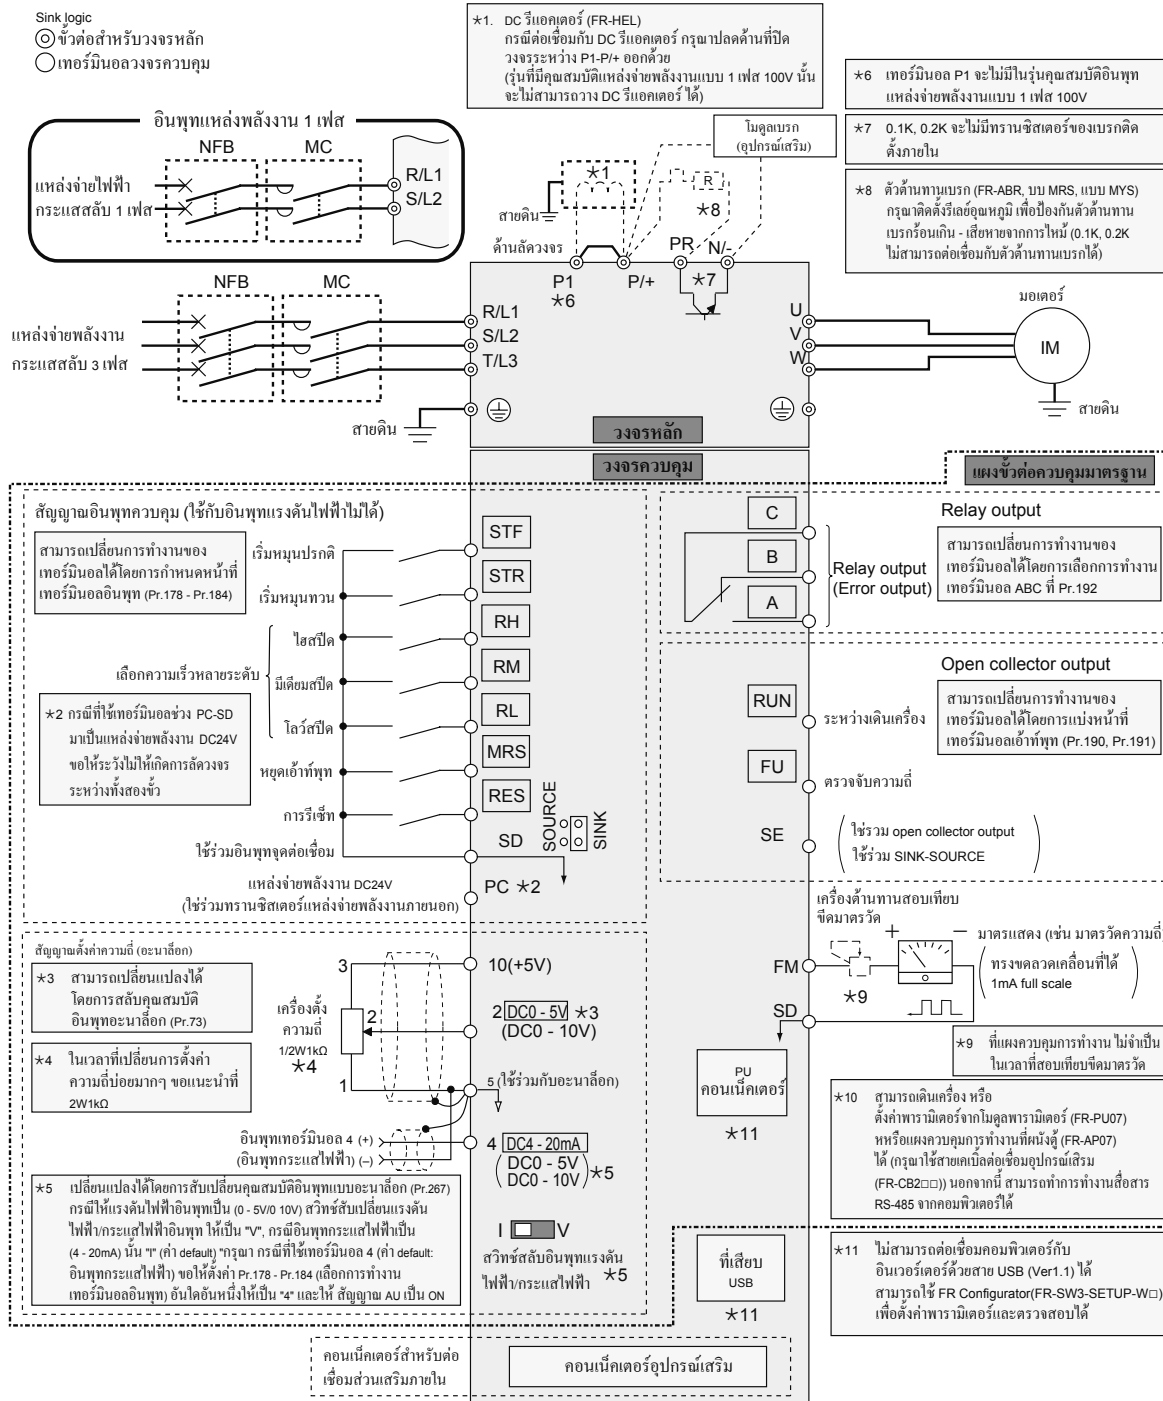 Sink logic
ขั้วต่อสำหรับวงจรหลัก
เทอร์มินอลวงจรควบคุม
*1. DC รีแอคเตอร์ (FR-HEL)
กรณีต่อเชื่อมกับ DC รีแอคเตอร์ กรุณาปลดด้านที่ปิด
วงจรระหว่าง P1-P/+ ออกด้วย
(รุ่นที่มีคุณสมบัติแหล่งจ่ายพลังงานแบบ 1 เฟส 100V นั้น
จะไม่สามารถวาง DC รีแอคเตอร์ ได้)
*6 เทอร์มินอล P1 จะไม่มีในรุ่นคุณสมบัติอินพุท
แหล่งจ่ายพลังงานแบบ 1 เฟส 100V
*7 0.1K, 0.2K จะไม่มีทรานซิสเตอร์ของเบรกติด
ตั้งภายใน
*8 ตัวต้านทานเบรก (FR-ABR, บบ MRS, แบบ MYS)
กรุณาติดตั้งรีเลย์อุณหภูมิ เพื่อป้องกันตัวต้านทาน
เบรกร้อนเกิน - เสียหายจากการไหม้ (0.1K, 0.2K
ไม่สามารถต่อเชื่อมกับตัวต้านทานเบรกได้)
อินพุทแหล่งพลังงาน 1 เฟส
NFB MC
R/L1
S/L2
แหล่งจ่ายไฟฟ้า
กระแสสลับ 1 เฟส
โมดูลเบรก
(อุปกรณ์เสริม)
*1
R
*8
สายดิน
ด้านลัดวงจร
PR N/-
P1 P/+ *7
*6
NFB MC
R/L1
S/L2
T/L3
แหล่งจ่ายพลังงาน
กระแสสลับ 3 เฟส
สายดิน
U
V
W
มอเตอร์
IM
สายดิน
วงจรหลัก
วงจรควบคุม
แผงขั้วต่อควบคุมมาตรฐาน
สัญญาณอินพุทควบคุม (ใช้กับอินพุทแรงดันไฟฟ้าไม่ได้)
สามารถเปลี่ยนการทำงานของ
เทอร์มินอลได้โดยการกำหนดหน้าที่
เทอร์มินอลอินพุท (Pr.178 - Pr.184)
เริ่มหมุนปรกติ
STF
เริ่มหมุนทวน
STR
เลือกความเร็วหลายระดับ
ไฮสปีด
RH
มีเดียมสปีด
RM
โลว์สปีด
RL
*2 กรณีที่ใช้เทอร์มินอลช่วง PC-SD
มาเป็นแหล่งจ่ายพลังงาน DC24V
ขอให้ระวังไม่ให้เกิดการลัดวงจร
ระหว่างทั้งสองขั้ว
หยุดเอ้าท์พุท
MRS
การรีเซ็ท
RES
ใช้ร่วมอินพุทจุดต่อเชื่อม
SD
SOURCE
SINK
แหล่งจ่ายพลังงาน DC24V
(ใช้ร่วมทรานซิสเตอร์แหล่งจ่ายพลังงานภายนอก)
PC *2
C
B
A
Relay output
(Error output)
Relay output
สามารถเปลี่ยนการทำงานของ
เทอร์มินอลได้โดยการเลือกการทำงาน
เทอร์มินอล ABC ที่ Pr.192
Open collector output
สามารถเปลี่ยนการทำงานของ
เทอร์มินอลได้โดยการแบ่งหน้าที่
เทอร์มินอลเอ้าท์พุท (Pr.190, Pr.191)
RUN
ระหว่างเดินเครื่อง
FU
ตรวจจับความถี่
SE
ใช่รวม open collector output
ใช้ร่วม SINK-SOURCE
สัญญาณตั้งค่าความถี่ (อะนาล็อก)
*3 สามารถเปลี่ยนแปลงได้
โดยการสลับคุณสมบัติ
อินพุทอะนาล็อก (Pr.73)
*4 ในเวลาที่เปลี่ยนการตั้งค่า
ความถี่บ่อยมากๆ ขอแนะนำที่
2W1kΩ
เครื่องตั้ง
ความถี่
1/2W1kΩ
*4
3
2
1
10(+5V)
2 DC0 - 5V *3
(DC0 - 10V)
5 (ใช้ร่วมกับอะนาล็อก)
อินพุทเทอร์มินอล 4 (+)
(อินพุทกระแสไฟฟ้า) (–)
4 DC4 - 20mA
DC0 - 5V
DC0 - 10V
*5
*5 เปลี่ยนแปลงได้โดยการสับเปลี่ยนคุณสมบัติอินพุทแบบอะนาล็อก (Pr.267)
กรณีให้แรงดันไฟฟ้าอินพุทเป็น (0 - 5V/0 10V) สวิทช์สับเปลี่ยนแรงดัน
ไฟฟ้า/กระแสไฟฟ้าอินพุท ให้เป็น "V", กรณีอินพุทกระแสไฟฟ้าเป็น
(4 - 20mA) นั้น "I" (ค่า default) "กรุณา กรณีที่ใช้เทอร์มินอล 4 (ค่า default:
อินพุทกระแสไฟฟ้า) ขอให้ตั้งค่า Pr.178 - Pr.184 (เลือกการทำงาน
เทอร์มินอลอินพุท) อันใดอันหนึ่งให้เป็น "4" และให้ สัญญาณ AU เป็น ON
I V
สวิทช์สลับอินพุทแรงดัน
ไฟฟ้า/กระแสไฟฟ้า *5
เครื่องต้านทานสอบเทียบ
ขีดมาตรวัด
+ –
มาตรแสดง (เช่น มาตรวัดความถี่)
ทรงขดลวดเคลื่อนที่ได้
1mA full scale
FM
*9
SD
*9 ที่แผงควบคุมการทำงาน ไม่จำเป็น
ในเวลาที่สอบเทียบขีดมาตรวัด
PU
คอนเน็คเตอร์
*11
*10 สามารถเดินเครื่อง หรือ
ตั้งค่าพารามิเตอร์จากโมดูลพารามิเตอร์ (FR-PU07)
หหรือแผงควบคุมการทำงานที่ผนังตู้ (FR-AP07)
ได้ (กรุณาใช้สายเคเบิ้ลต่อเชื่อมอุปกรณ์เสิรม
(FR-CB2□□)) นอกจากนี้ สามารถทำการทำงานสื่อสาร
RS-485 จากคอมพิวเตอร์ได้
ที่เสียบ
USB
*11
*11 ไม่สามารถต่อเชื่อมคอมพิวเตอร์กับ
อินเวอร์เตอร์ด้วยสาย USB (Ver1.1) ได้
สามารถใช้ FR Configurator(FR-SW3-SETUP-W□)
เพื่อตั้งค่าพารามิเตอร์และตรวจสอบได้
คอนเน็คเตอร์สำหรับต่อ
เชื่อมส่วนเสริมภายใน
คอนเน็คเตอร์อุปกรณ์เสริม